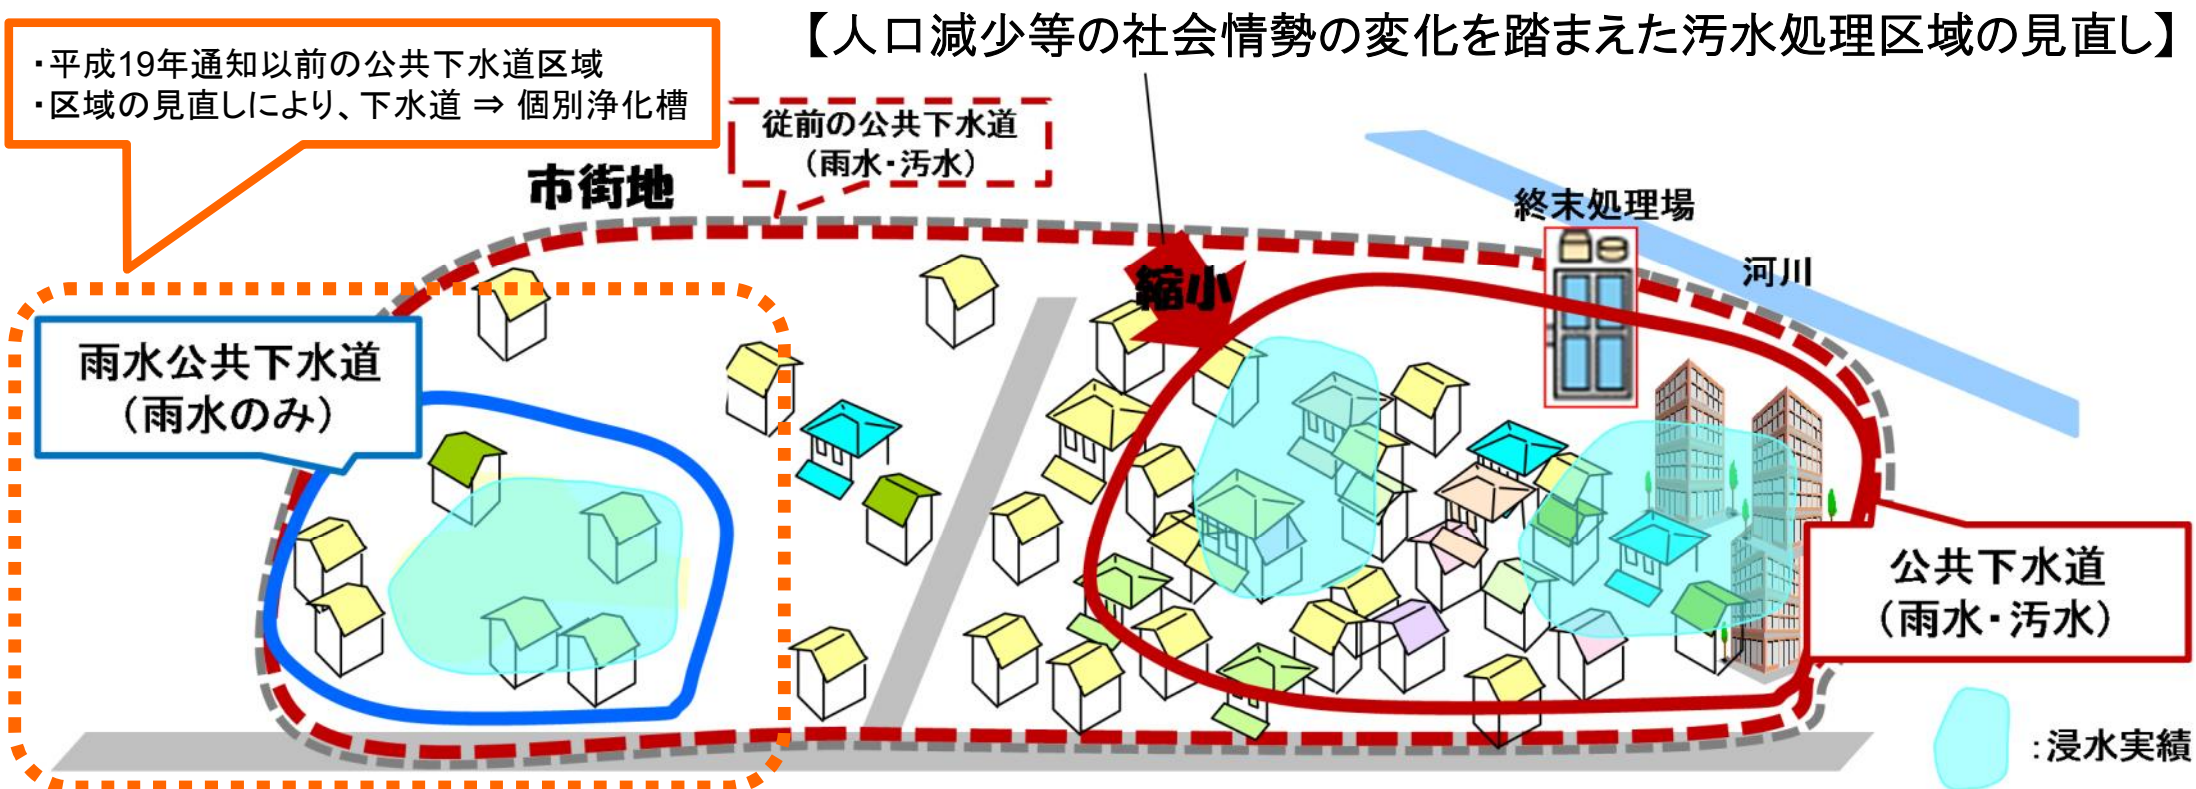 【人口減少等の社会情勢の変化を踏まえた汚水処理区域の見直し】
・平成19年通知以前の公共下水道区域
・区域の見直しにより、下水道 ⇒ 個別浄化槽
従前の公共下水道
（雨水・汚水）
市街地
終末処理場
河川
縮小
雨水公共下水道
（雨水のみ）
公共下水道
（雨水・汚水）
：浸水実績